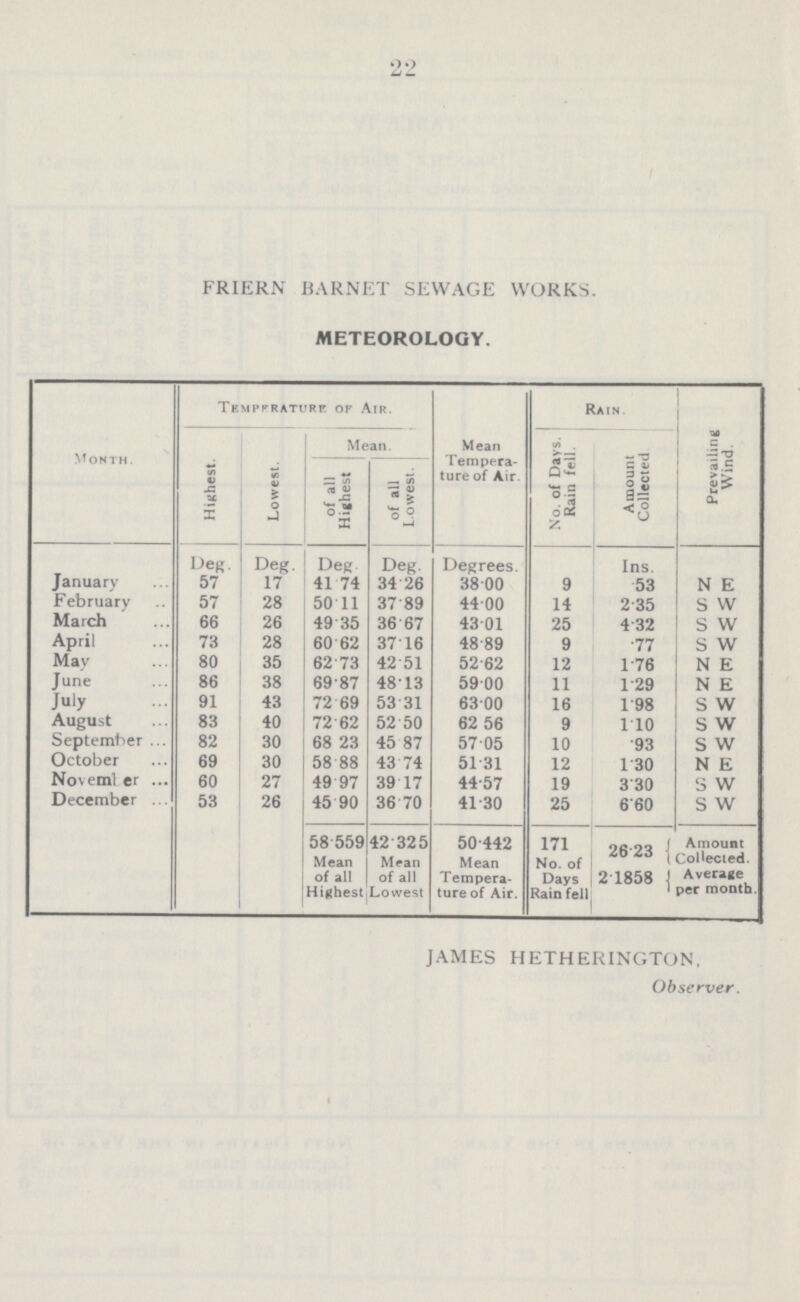 22
FRIERN BARNET SEWAGE WORKS.
METEOROLOGY.
MONTH. | TEMPERATURE OF AIR. | Mean Temperature of Air. | RAIN. | Prevailing Wind.
Highest. | Lowest. | Mean. of all Highest | of all Lowest. | No. of Days. Rain fell. | Amount Collected
Deg. Deg. Deg. Deg. Degrees. Ins.
January ... 57 17 41 74 34·26 38·00 9 ·53 N E
February .. 57 28 50 11 37·89 44·00 14 2·35 S W
March ... 66 26 49·35 36·67 43·01 25 4·32 S W
April ... 73 28 60·62 37·16 48·89 9 ·77 S W
May ... 80 35 62·73 42·51 52·62 12 1·76 N E
June ... 86 38 69·87 48·13 59·00 11 1·29 N E
July ... 91 43 72·69 53·31 63·00 16 1·98 S W
August ... 83 40 72·62 52·50 62 56 9 1·10 S W
September ... 82 30 68 23 45 87 57·05 10 ·93 S W
October ... 69 30 58·88 43 74 51·31 12 1·30 N E
November ... 60 27 49·97 39 17 44·57 19 3·30 S W
December ... 53 26 45·90 36·70 41·30 25 6·60 S W
58·559 42·325 50·442 171 26·23 { Amount Collected.
Mean of all Highest | Mean of all Lowest | Mean Temperature of Air. | No. of Days Rain fell | 2·1858 { Average per month.
JAMES HETHERINGTON,
Observer.